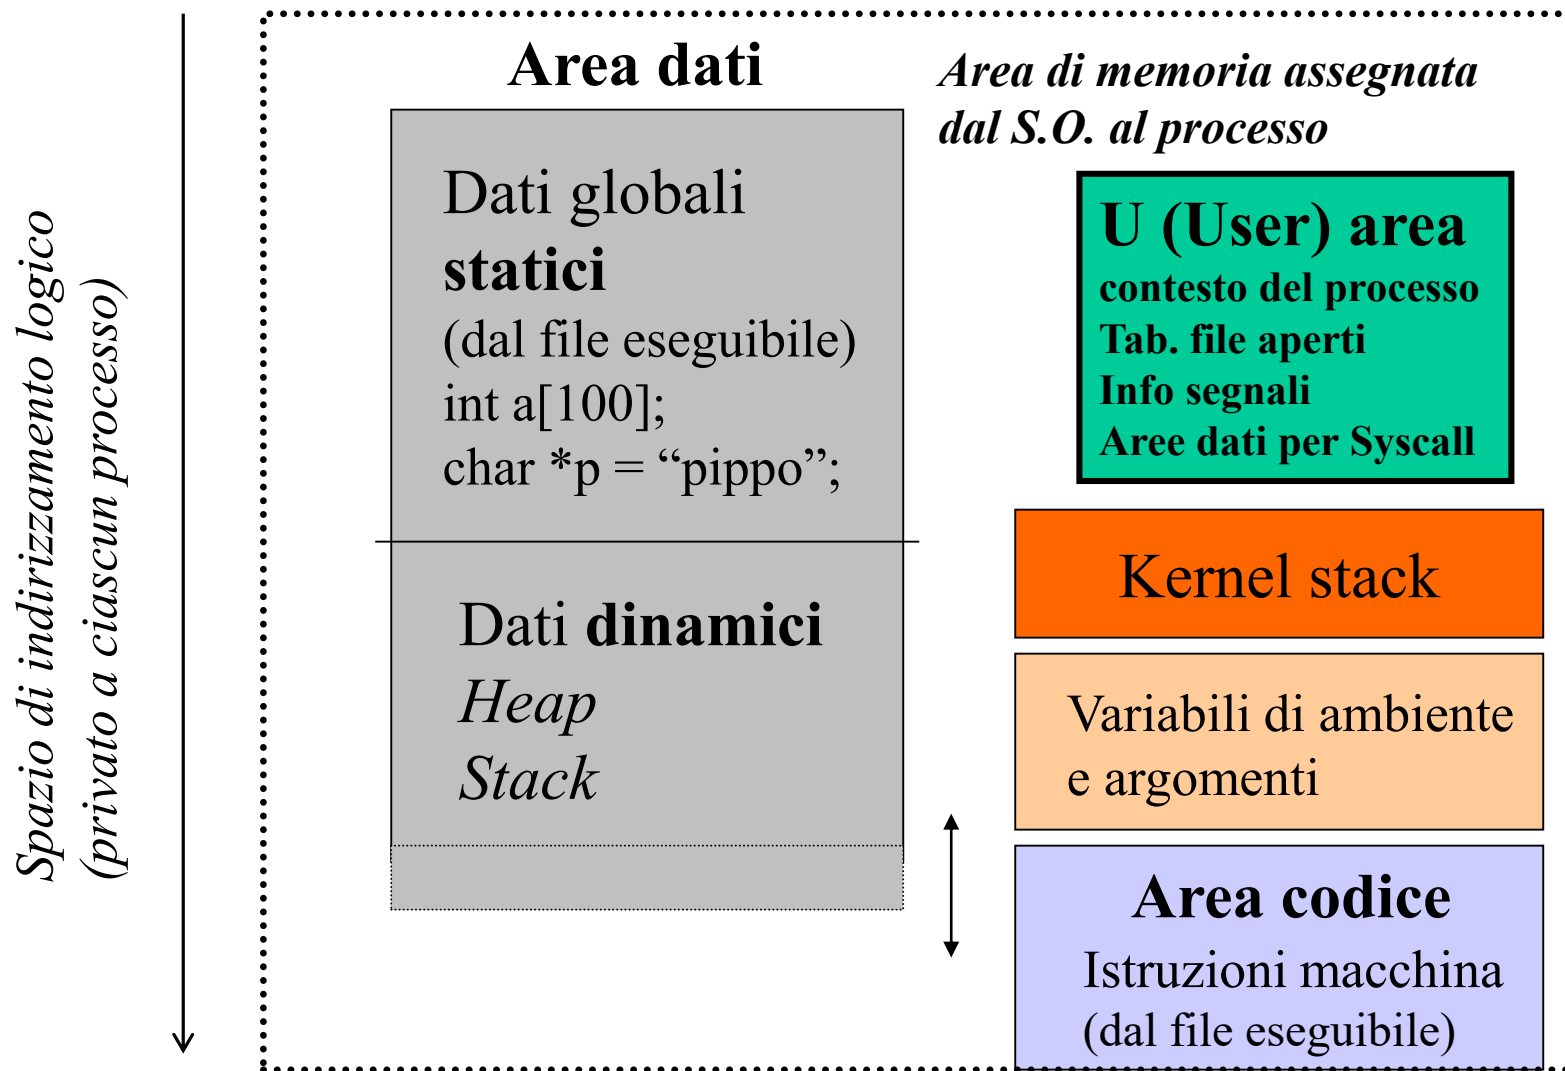 Spazio di indirizzamento logico
(privato a ciascun processo)
Area dati
Dati globali
statici
(dal file eseguibile)
int a[100];
char *p = “pippo”;
Dati dinamici
Heap
Stack
Area di memoria assegnata
dal S.O. al processo
U (User) area
contesto del processo
Tab. file aperti
Info segnali
Aree dati per Syscall
Kernel stack
Variabili di ambiente
e argomenti
Area codice
Istruzioni macchina
(dal file eseguibile)